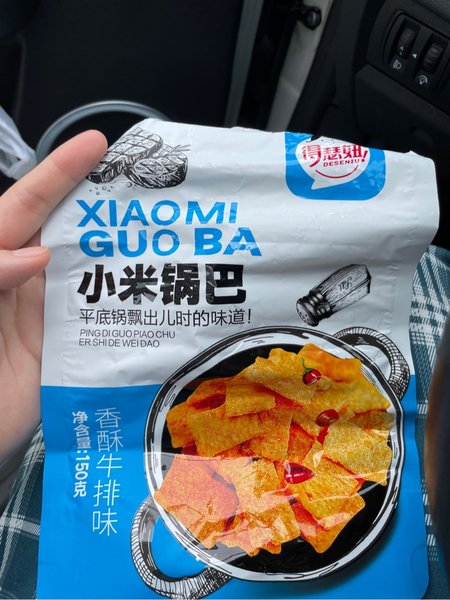 得瑟妞!
DESENIU
XIAOMI
GUO BA
小米锅巴
平底锅飘出儿时的味道!
PING DI GUO PIAO CHU
ER SHI DE WEI DAO
香酥牛排味
净含量:150克